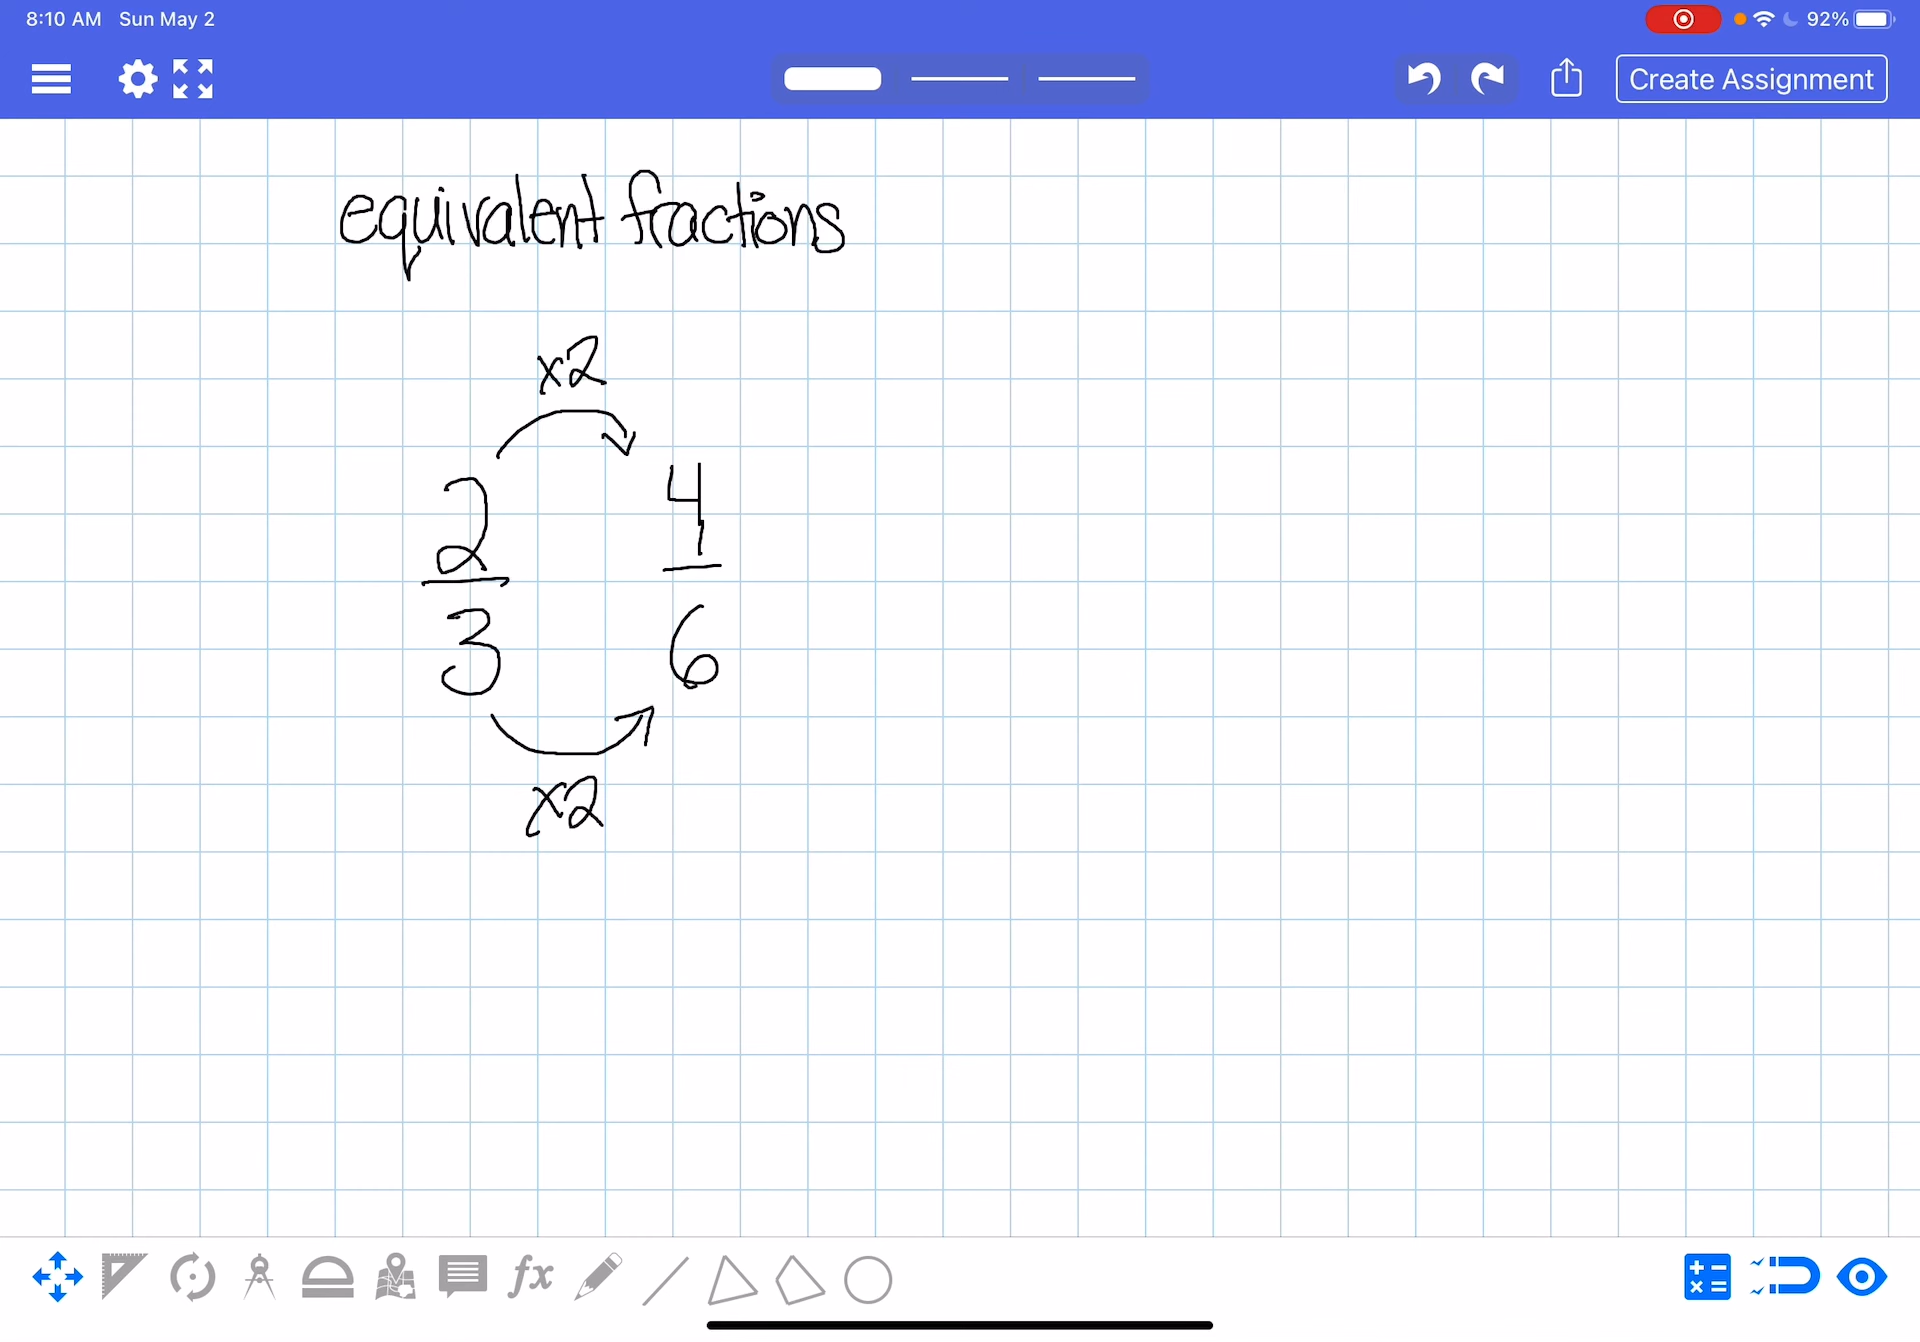 8:10 AM Sun May 2
92%
Create Assignment
equivalent fractions
x2
2 4
3 6
x2
fx